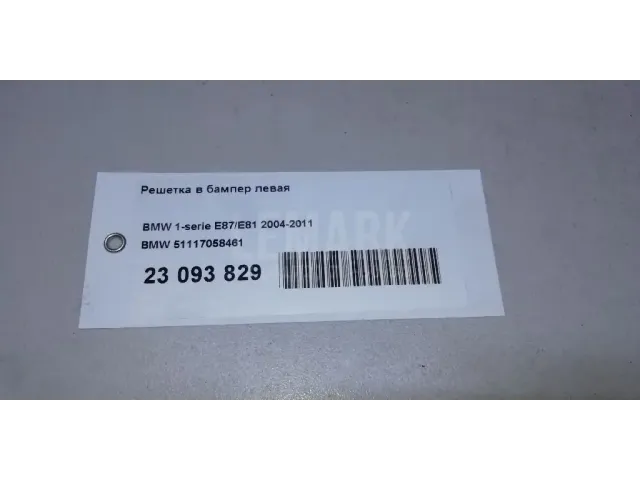 Решетка в бампер левая
BMW 1-serie E87/E81 2004-2011
BMW 51117058461
23 093 829